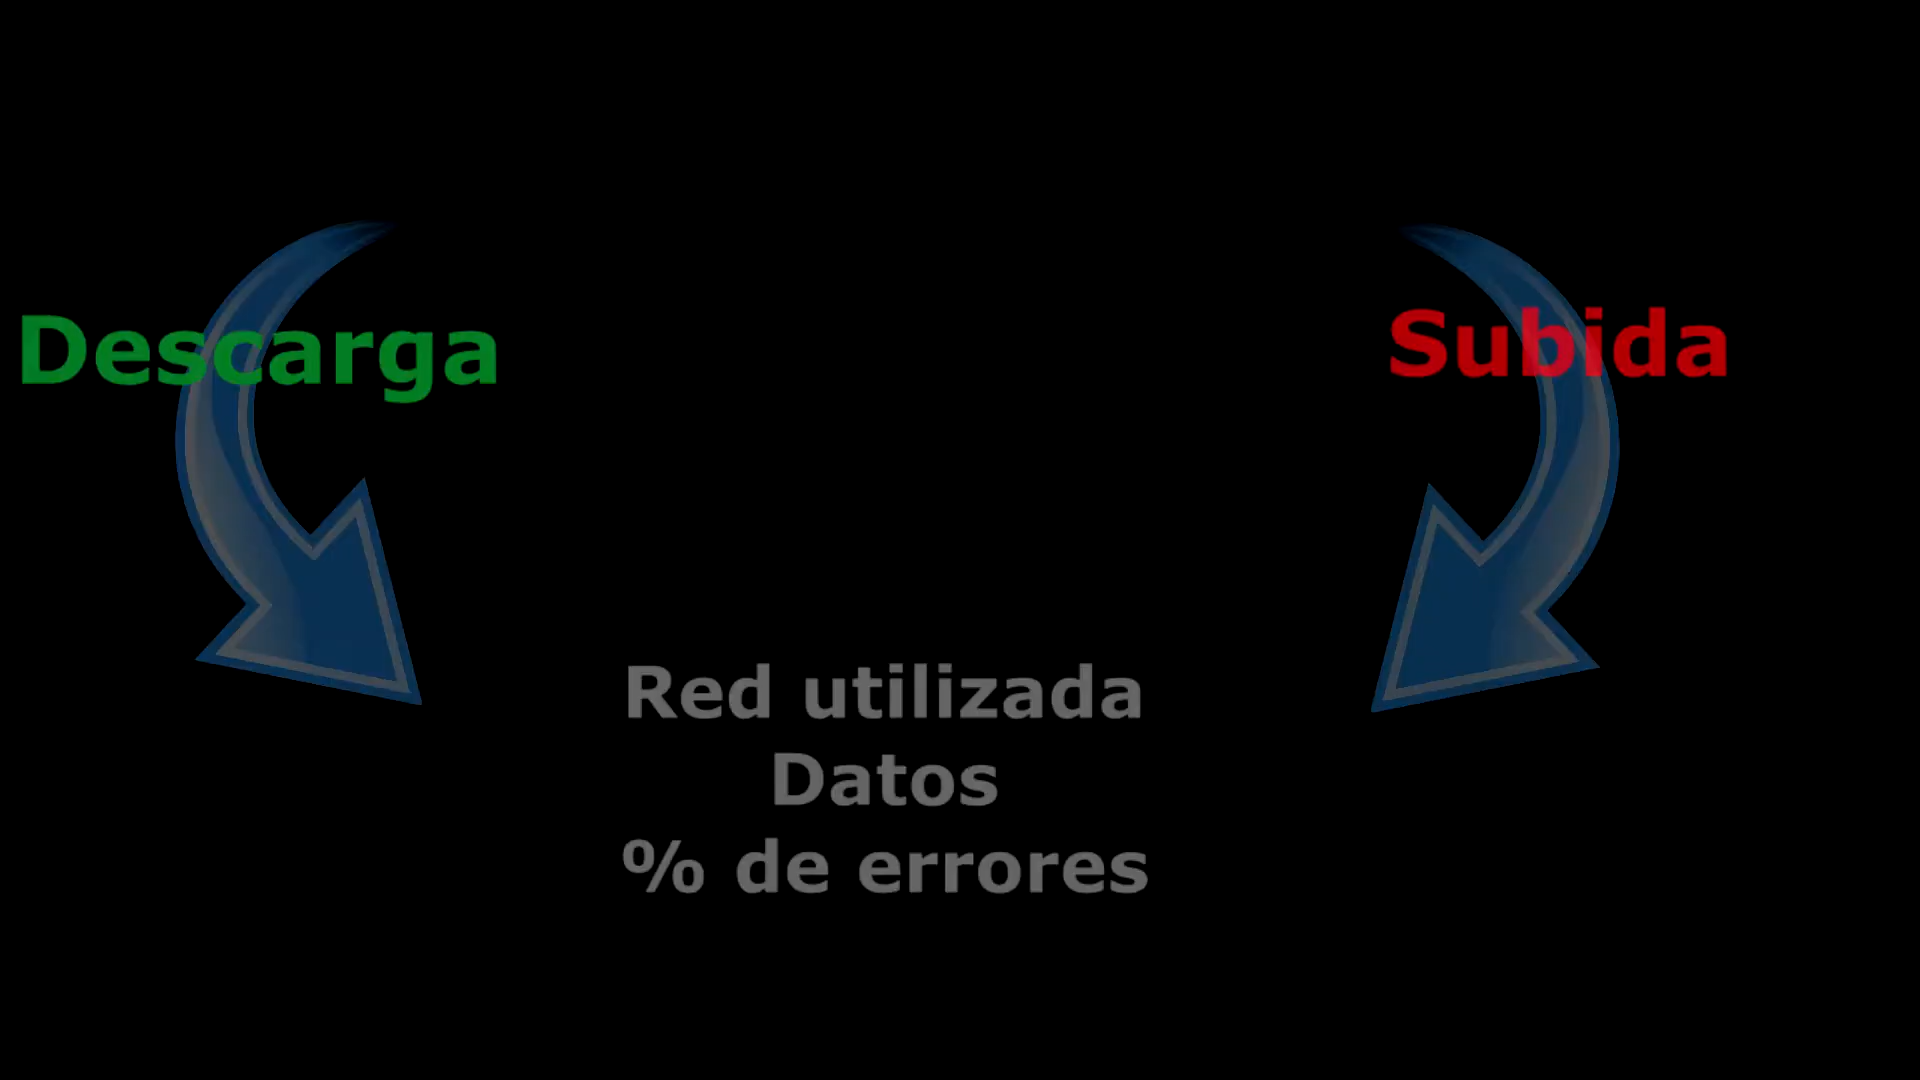 Descarga
Subida
Red utilizada
Datos
% de errores